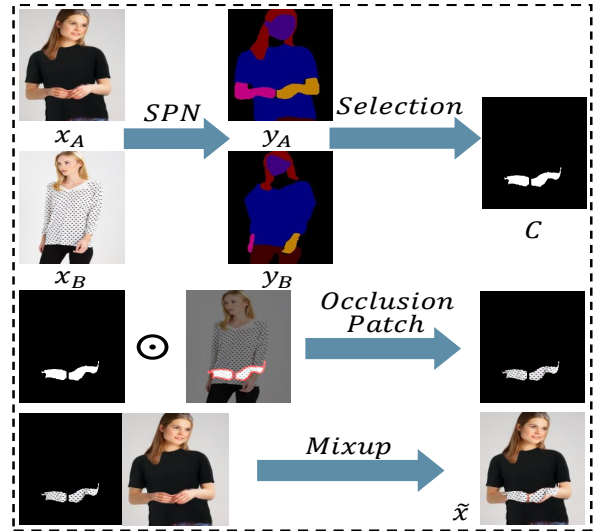 SPN
Selection
x_A
y_A
x_B
y_B
C
⊙
Occlusion
Patch
Mixup
x̃